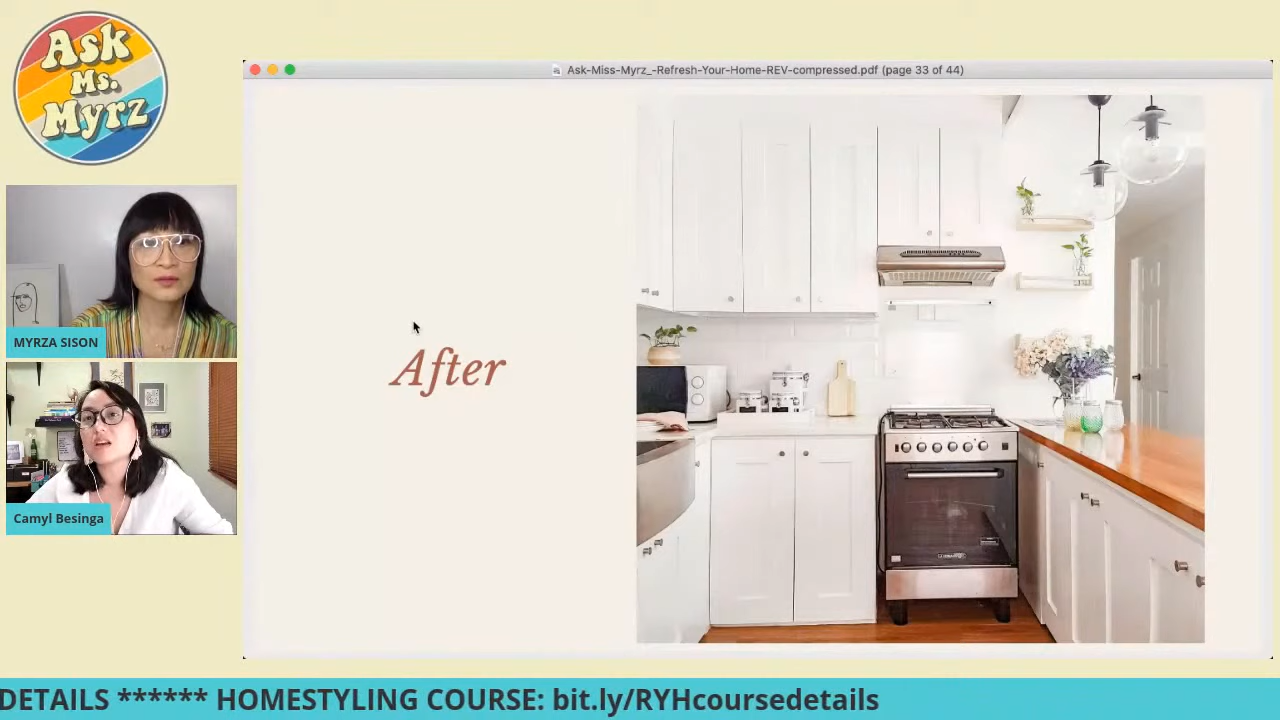 Ask
Ms.
Myrz
Ask-Miss-Myrz_-Refresh-Your-Home-REV-compressed.pdf (page 33 of 44)
MYRZA SISON
After
Camyl Besinga
DETAILS ****** HOMESTYLING COURSE: bit.ly/RYHcoursedetails